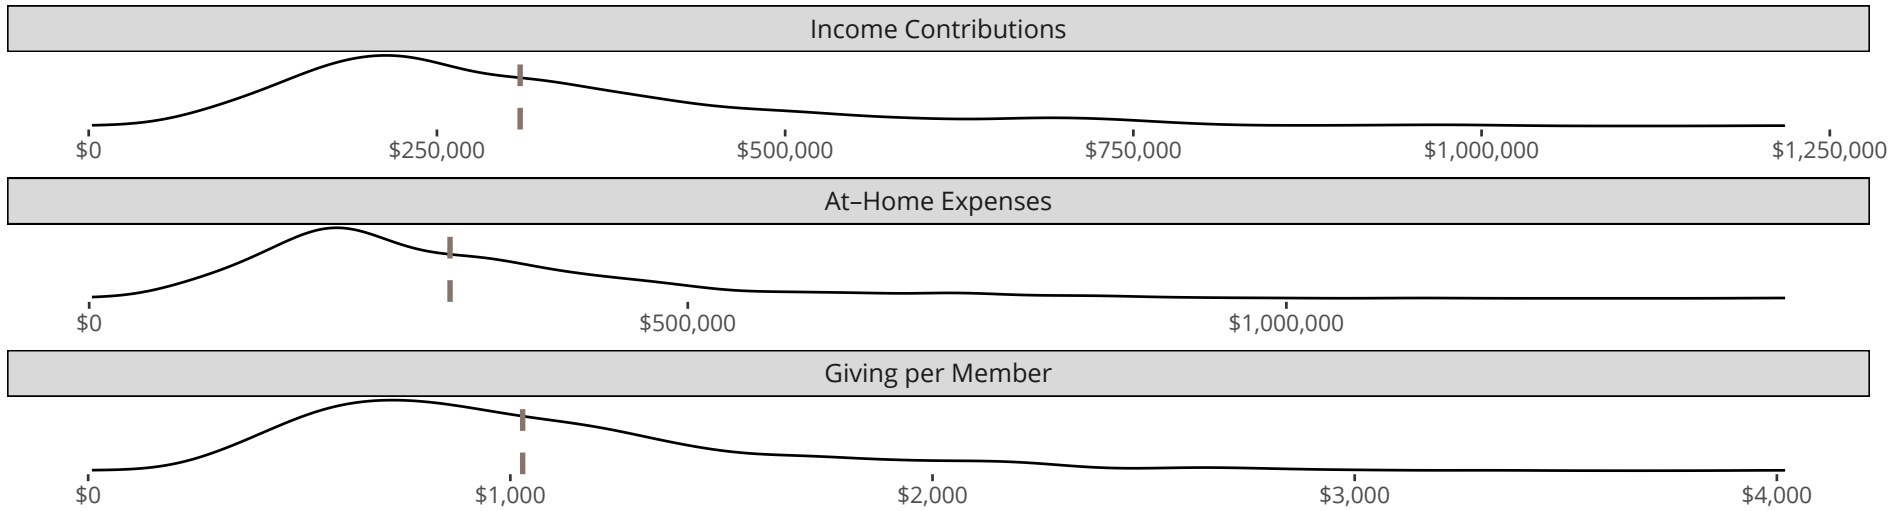 Income Contributions
$0 $250,000 $500,000 $750,000 $1,000,000 $1,250,000
At–Home Expenses
$0 $500,000 $1,000,000
Giving per Member
$0 $1,000 $2,000 $3,000 $4,000